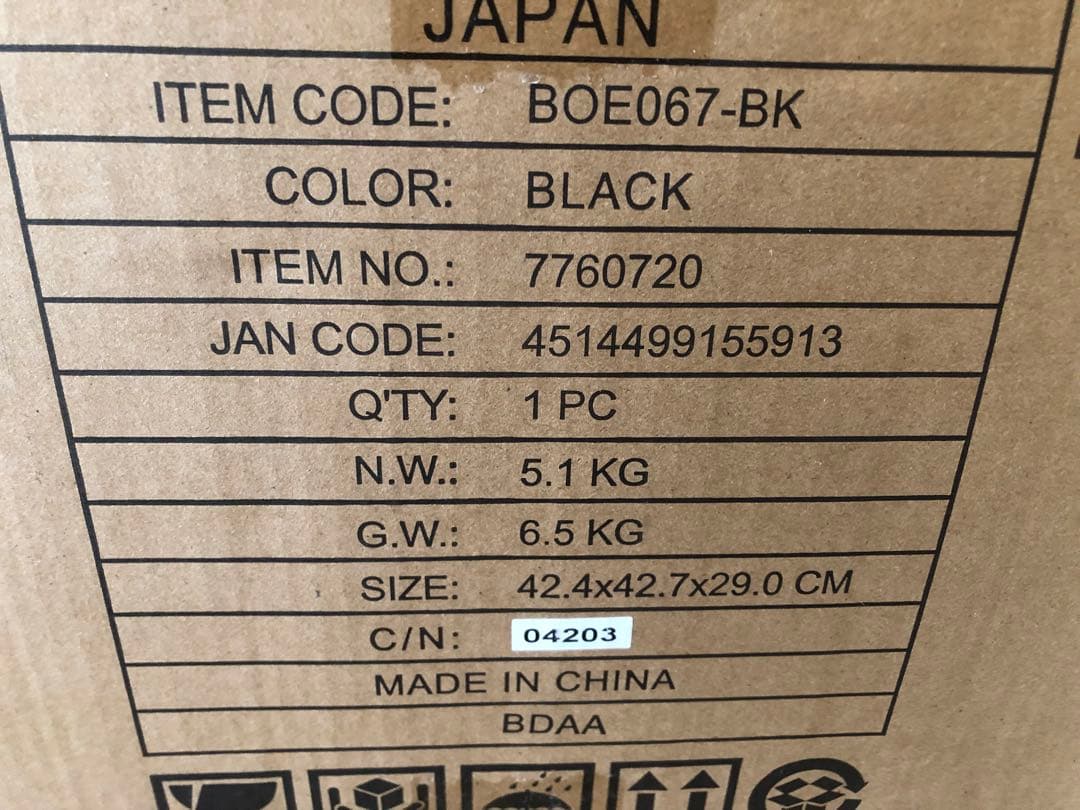 JAPAN
ITEM CODE: BOE067-BK
COLOR: BLACK
ITEM NO.: 7760720
JAN CODE: 4514499155913
Q'TY: 1 PC
N.W.: 5.1 KG
G.W.: 6.5 KG
SIZE: 42.4x42.7x29.0 CM
C/N: 04203
MADE IN CHINA
BDAA